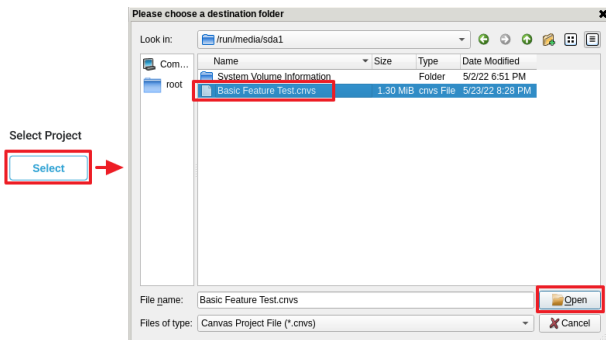 Please choose a destination folder
Look in: /run/media/sda1
Com...
root
Name Size Type Date Modified
System Volume Information Folder 5/2/22 6:51 PM
Basic Feature Test.cnvs 1.30 MiB cnvs File 5/23/22 8:28 PM
Select Project
Select
File name: Basic Feature Test.cnvs Open
Files of type: Canvas Project File (*.cnvs) Cancel